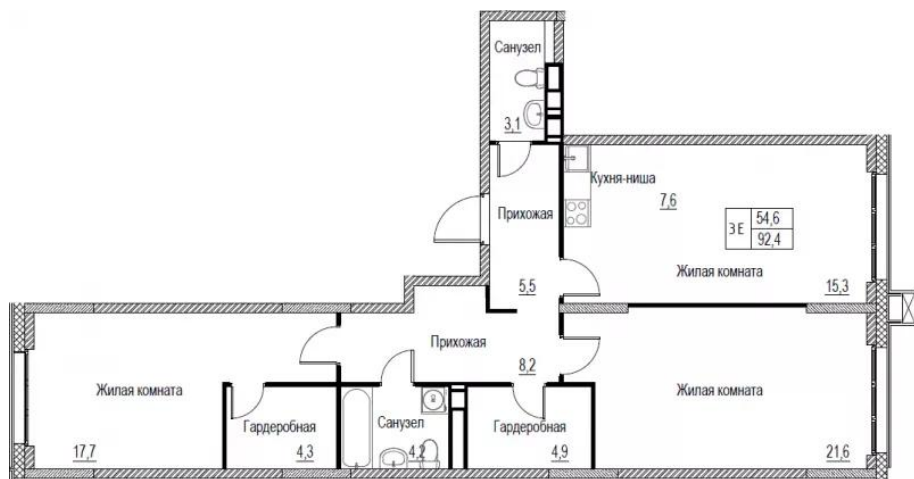 Санузел
3,1
Кухня-ниша
7,6
Прихожая
3Е
54,6
92,4
5,5
Жилая комната
15,3
Прихожая
8,2
Жилая комната
17,7
Гардеробная
4,3
Санузел
4,2
Гардеробная
4,9
Жилая комната
21,6